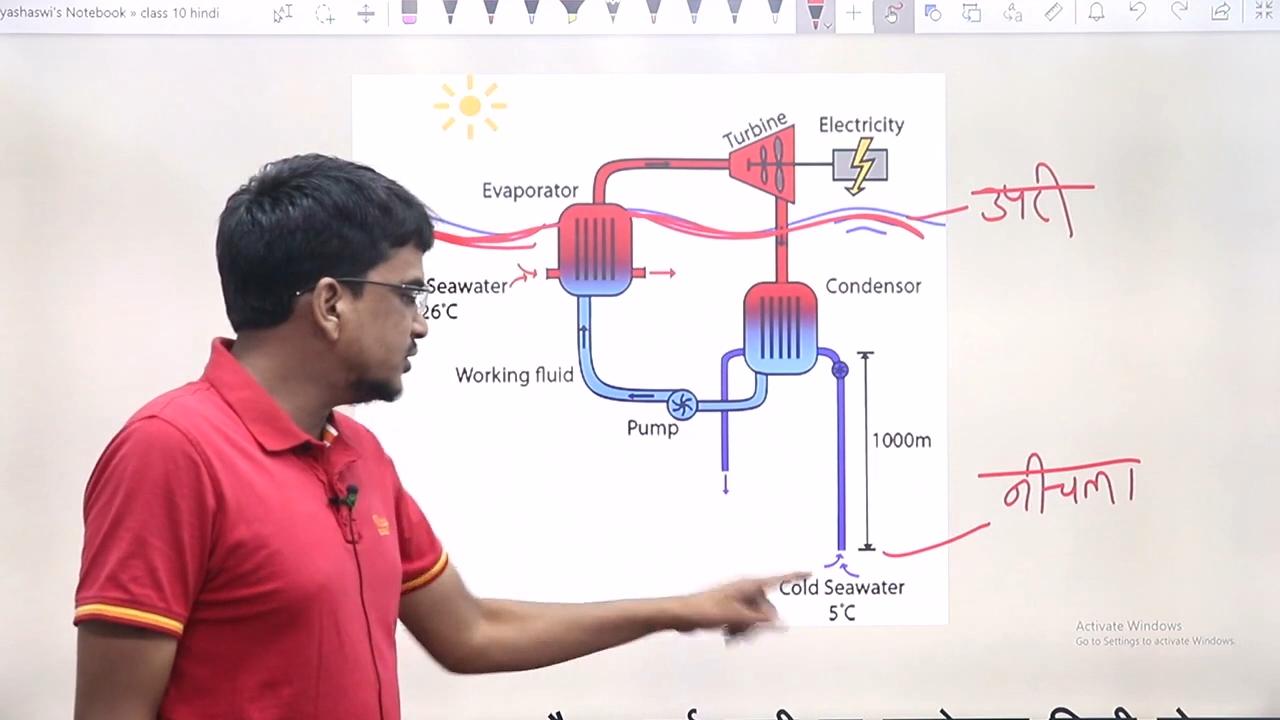 yashaswi's Notebook » class 10 hindi
Turbine
Electricity
Evaporator
उपरी
Seawater
26°C
Condensor
Working fluid
Pump
1000m
नीचला
Cold Seawater
5°C
Activate Windows
Go to Settings to activate Windows.